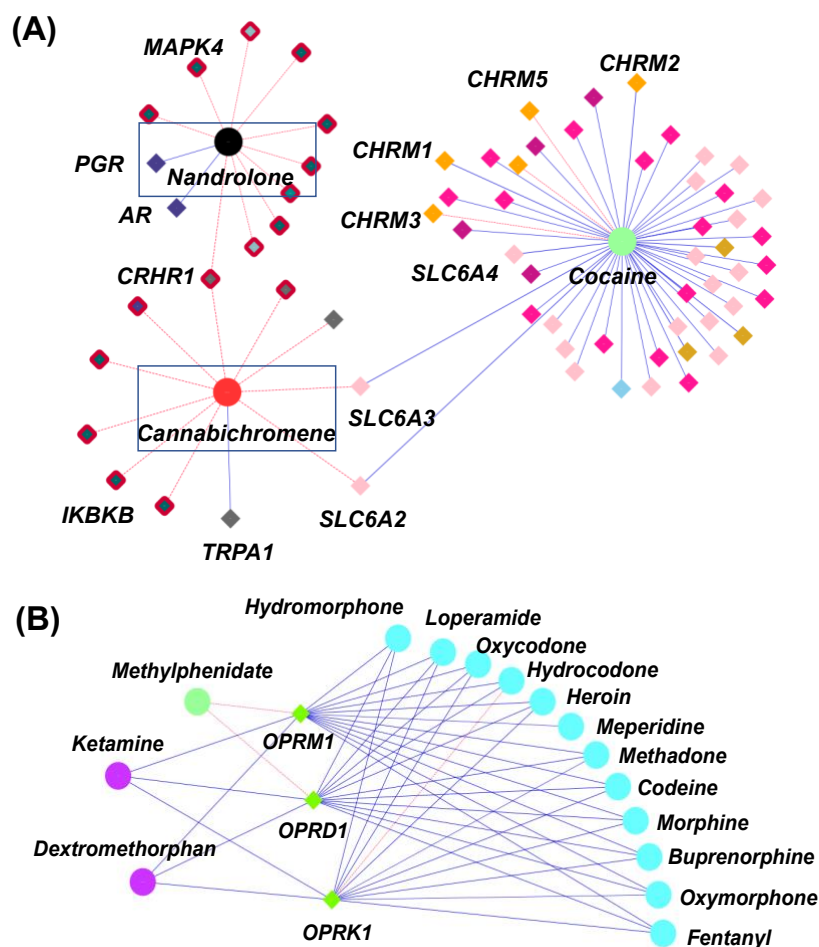 (A)
MAPK4
CHRM2
CHRM5
CHRM1
PGR
Nandrolone
AR
CHRM3
CRHR1
SLC6A4
Cocaine
SLC6A3
Cannabichromene
IKBKB
SLC6A2
TRPA1
(B)
Hydromorphone
Loperamide
Oxycodone
Methylphenidate
Hydrocodone
Heroin
Meperidine
OPRM1
Ketamine
Methadone
Codeine
Morphine
OPRD1
Dextromethorphan
Buprenorphine
Oxymorphone
OPRK1
Fentanyl